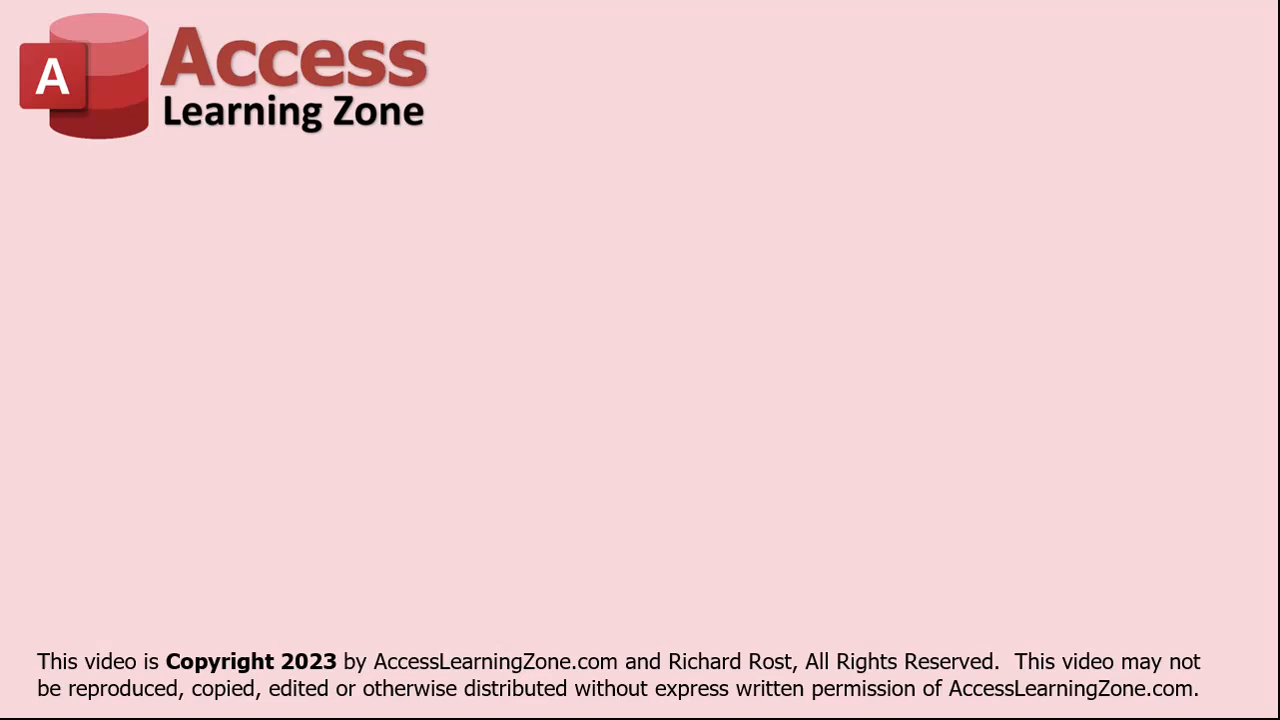 A
Access
Learning Zone
This video is Copyright 2023 by AccessLearningZone.com and Richard Rost, All Rights Reserved.  This video may not
be reproduced, copied, edited or otherwise distributed without express written permission of AccessLearningZone.com.